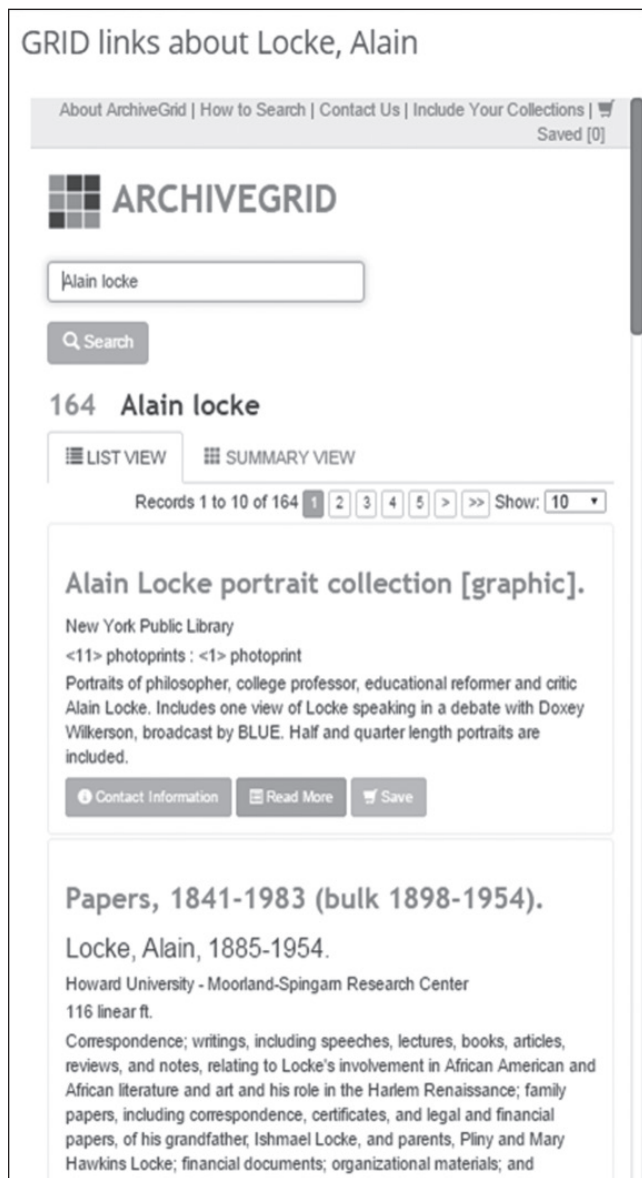 GRID links about Locke, Alain
About ArchiveGrid | How to Search | Contact Us | Include Your Collections |
Saved [0]
ARCHIVEGRID
Alain locke
Search
164 Alain locke
LIST VIEW SUMMARY VIEW
Records 1 to 10 of 164 1 2 3 4 5 > >> Show: 10
Alain Locke portrait collection [graphic].
New York Public Library
<11> photoprints : <1> photoprint
Portraits of philosopher, college professor, educational reformer and critic
Alain Locke. Includes one view of Locke speaking in a debate with Doxey
Wilkerson, broadcast by BLUE. Half and quarter length portraits are
included.
Contact Information Read More Save
Papers, 1841-1983 (bulk 1898-1954).
Locke, Alain, 1885-1954.
Howard University - Moorland-Spingarn Research Center
116 linear ft.
Correspondence; writings, including speeches, lectures, books, articles,
reviews, and notes, relating to Locke's involvement in African American and
African literature and art and his role in the Harlem Renaissance; family
papers, including correspondence, certificates, and legal and financial
papers, of his grandfather, Ishmael Locke, and parents, Pliny and Mary
Hawkins Locke; financial documents; organizational materials; and